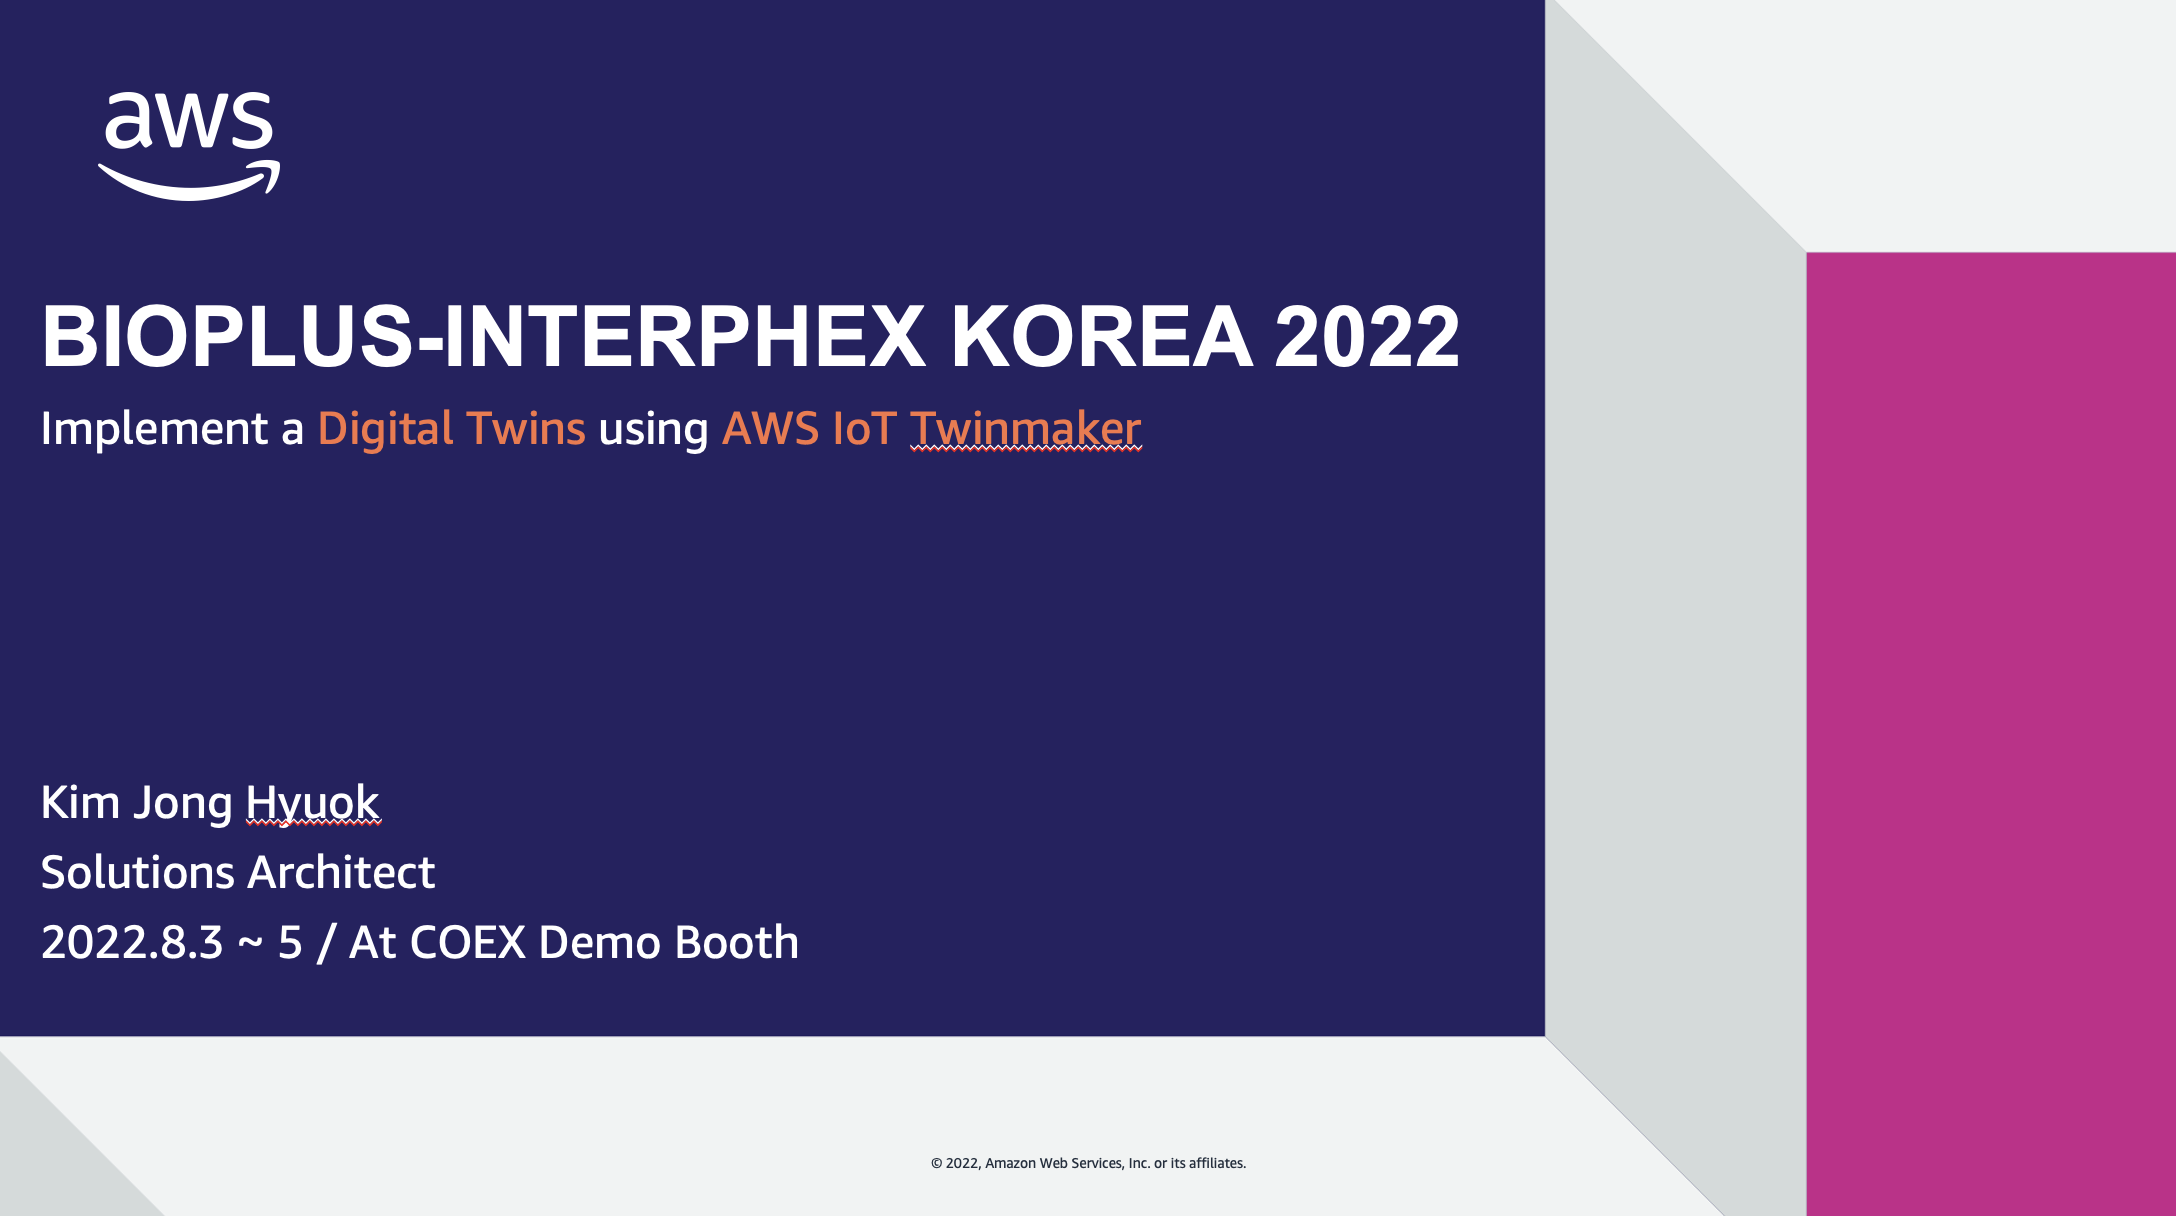 aws
BIOPLUS-INTERPHEX KOREA 2022
Implement a Digital Twins using AWS IoT Twinmaker
Kim Jong Hyuok
Solutions Architect
2022.8.3 ~ 5 / At COEX Demo Booth
© 2022, Amazon Web Services, Inc. or its affiliates.